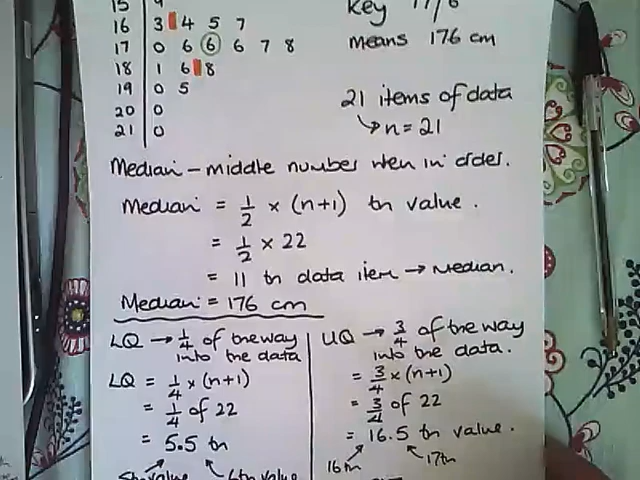 16 3 4 5 7
17 0 6 6 6 7 8
18 1 6 8
19 0 5
20 0
21 0
Key
means 176 cm
21 items of data
→ n = 21
Median - middle number when in order.
Median = 1/2 × (n+1) th value.
= 1/2 × 22
= 11 th data item → Median.
Median = 176 cm
LQ → 1/4 of the way
into the data
LQ = 1/4 × (n+1)
= 1/4 of 22
= 5.5 th
5th value 6th value
UQ → 3/4 of the way
into the data.
= 3/4 × (n+1)
= 3/4 of 22
= 16.5 th value.
16th 17th